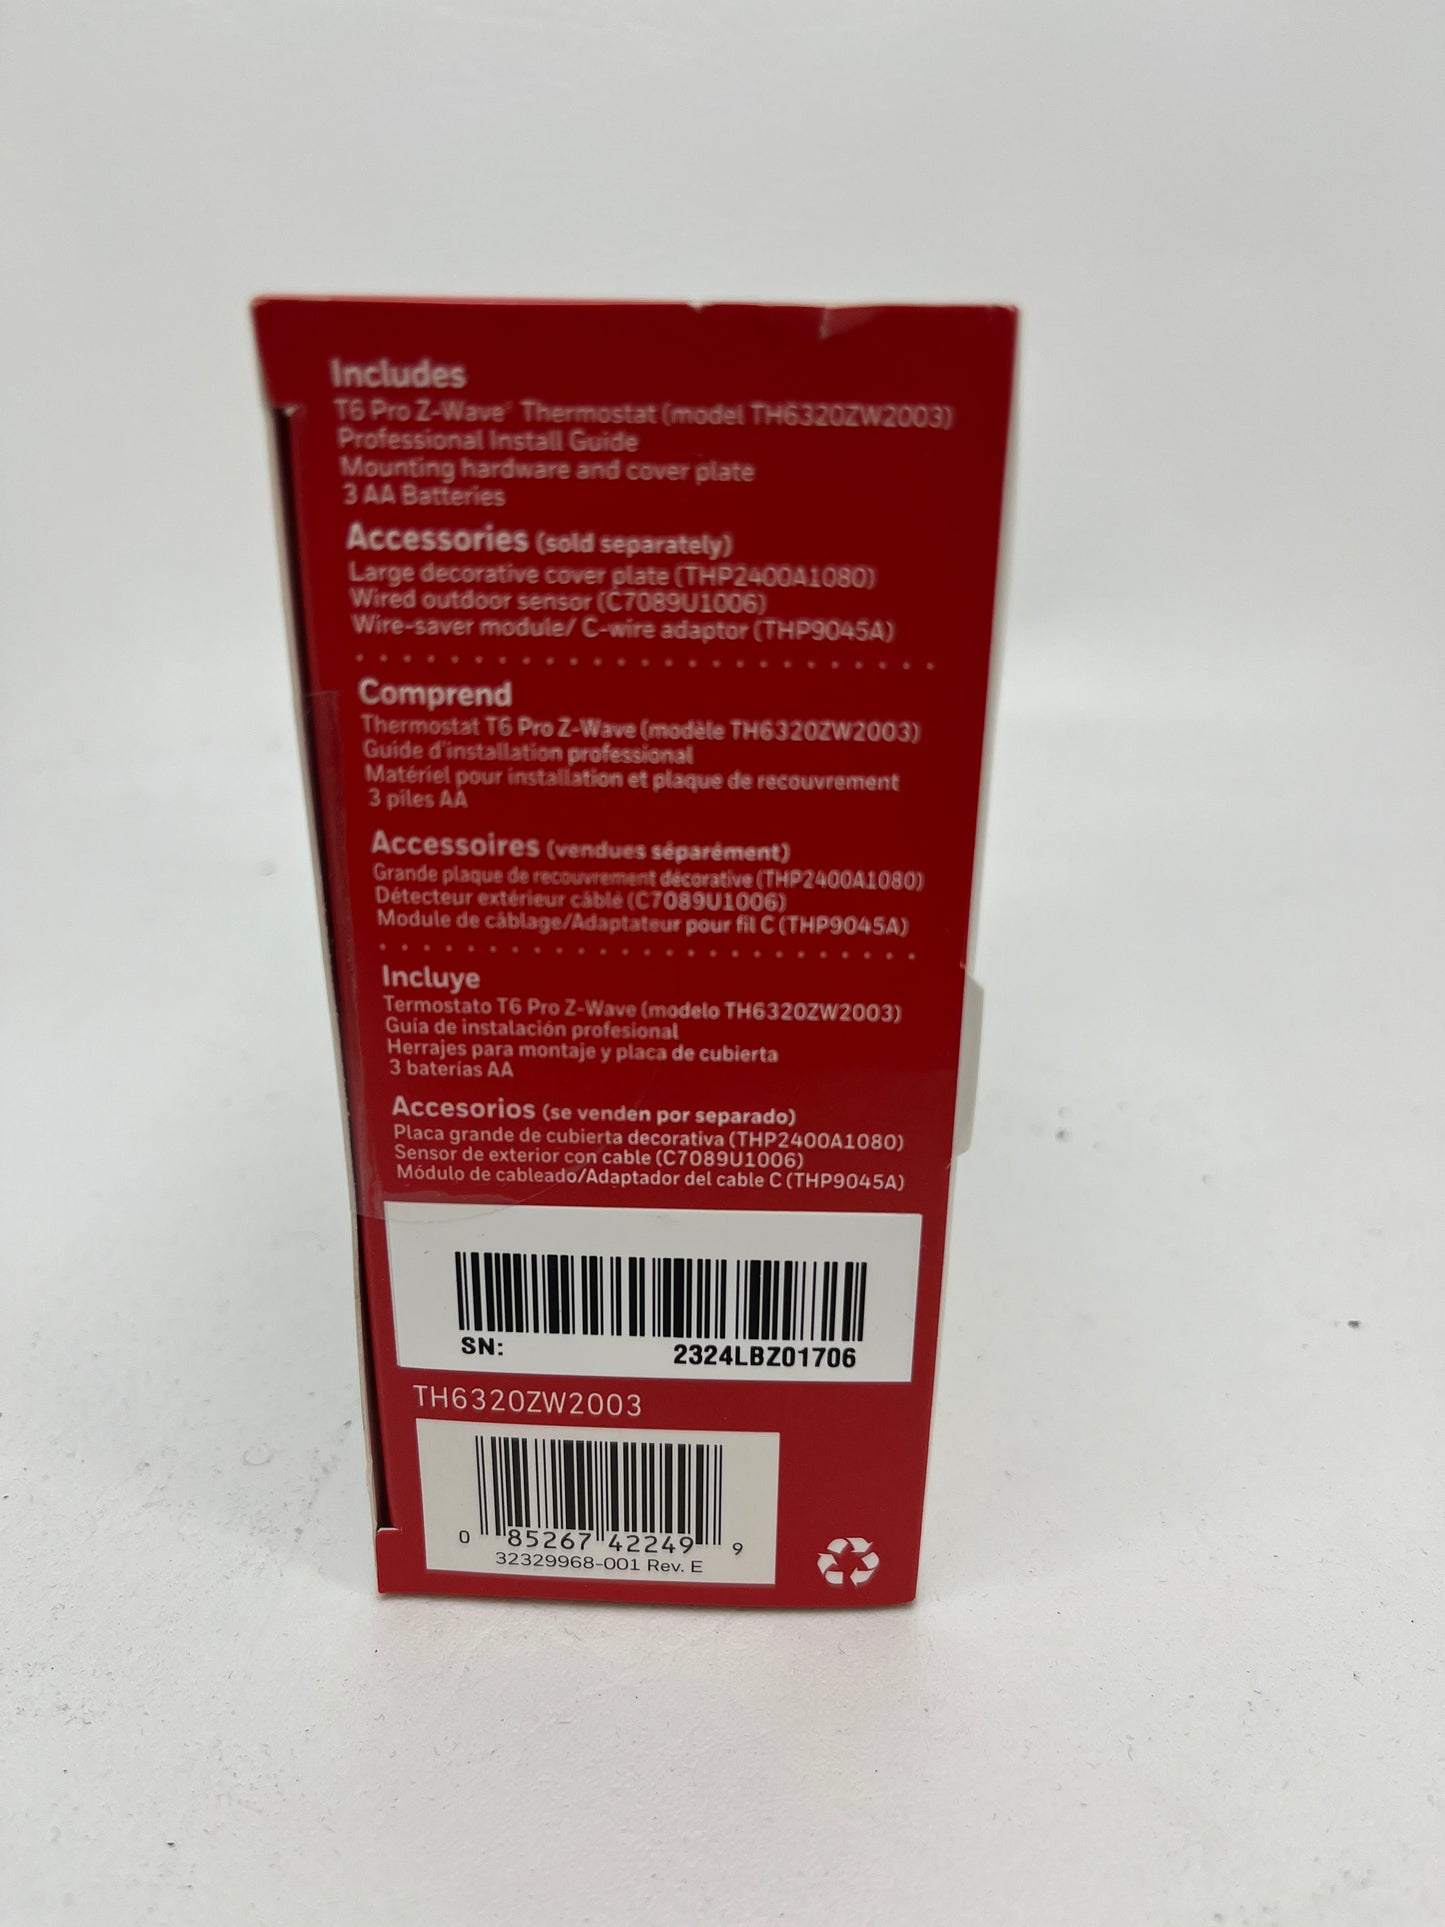 Includes
T6 Pro Z-Wave® Thermostat (model TH6320ZW2003)
Professional Install Guide
Mounting hardware and cover plate
3 AA Batteries
Accessories (sold separately)
Large decorative cover plate (THP2400A1080)
Wired outdoor sensor (C7089U1006)
Wire-saver module/ C-wire adaptor (THP9045A)
Comprend
Thermostat T6 Pro Z-Wave (modèle TH6320ZW2003)
Guide d'installation professional
Matériel pour installation et plaque de recouvrement
3 piles AA
Accessoires (vendues séparément)
Grande plaque de recouvrement décorative (THP2400A1080)
Détecteur extérieur câblé (C7089U1006)
Module de câblage/Adaptateur pour fil C (THP9045A)
Incluye
Termostato T6 Pro Z-Wave (modelo TH6320ZW2003)
Guía de instalación profesional
Herrajes para montaje y placa de cubierta
3 baterías AA
Accesorios (se venden por separado)
Placa grande de cubierta decorativa (THP2400A1080)
Sensor de exterior con cable (C7089U1006)
Módulo de cableado/Adaptador del cable C (THP9045A)
SN: 2324LBZ01706
TH6320ZW2003
0 85267 42249 9
32329968-001 Rev. E